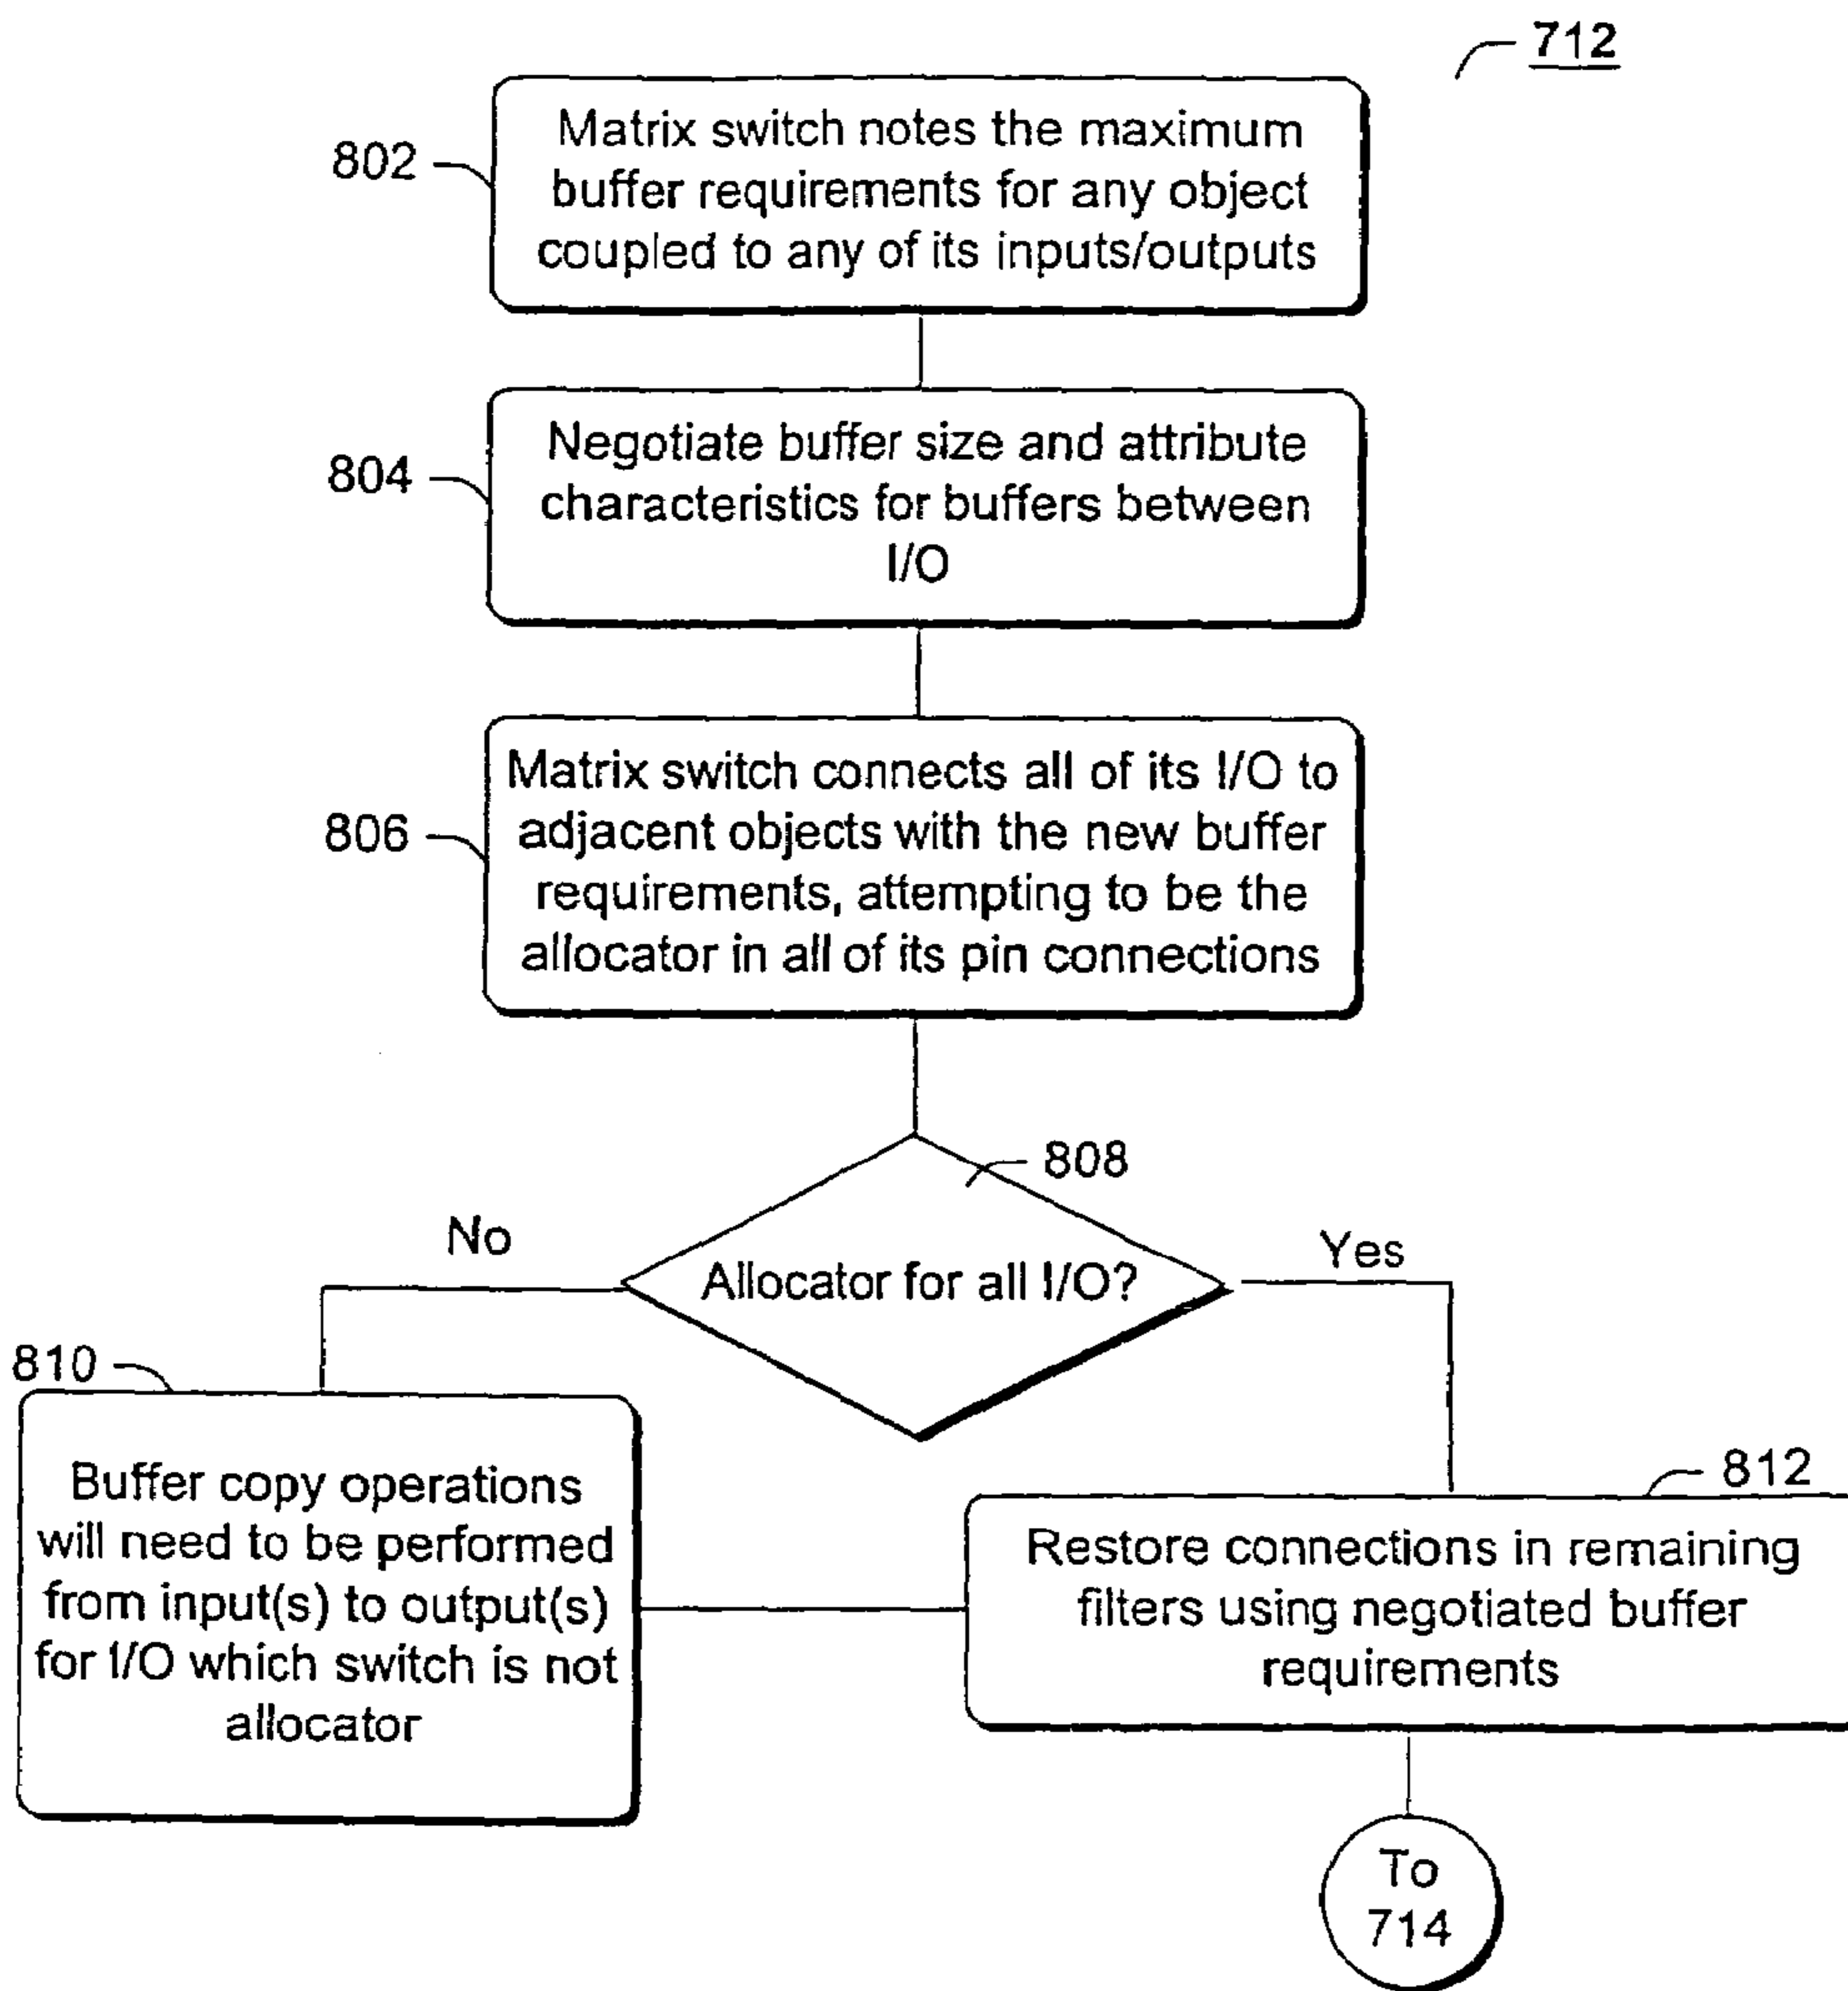 712
802
Matrix switch notes the maximum
buffer requirements for any object
coupled to any of its inputs/outputs
804
Negotiate buffer size and attribute
characteristics for buffers between
I/O
806
Matrix switch connects all of its I/O to
adjacent objects with the new buffer
requirements, attempting to be the
allocator in all of its pin connections
808
No
Yes
Allocator for all I/O?
810
Buffer copy operations
will need to be performed
from input(s) to output(s)
for I/O which switch is not
allocator
812
Restore connections in remaining
filters using negotiated buffer
requirements
To
714